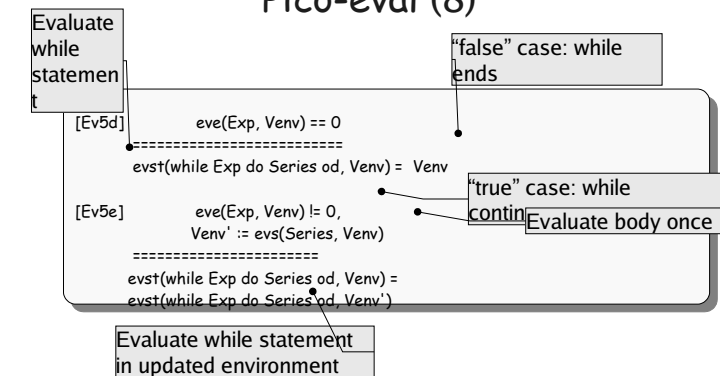 Pico-eval (8)
Evaluate
while
statemen
t
"false" case: while
ends
[Ev5d] eve(Exp, Venv) == 0
==========================
evst(while Exp do Series od, Venv) = Venv
"true" case: while
contin
Evaluate body once
[Ev5e] eve(Exp, Venv) != 0,
Venv' := evs(Series, Venv)
=======================
evst(while Exp do Series od, Venv) =
evst(while Exp do Series od, Venv')
Evaluate while statement
in updated environment